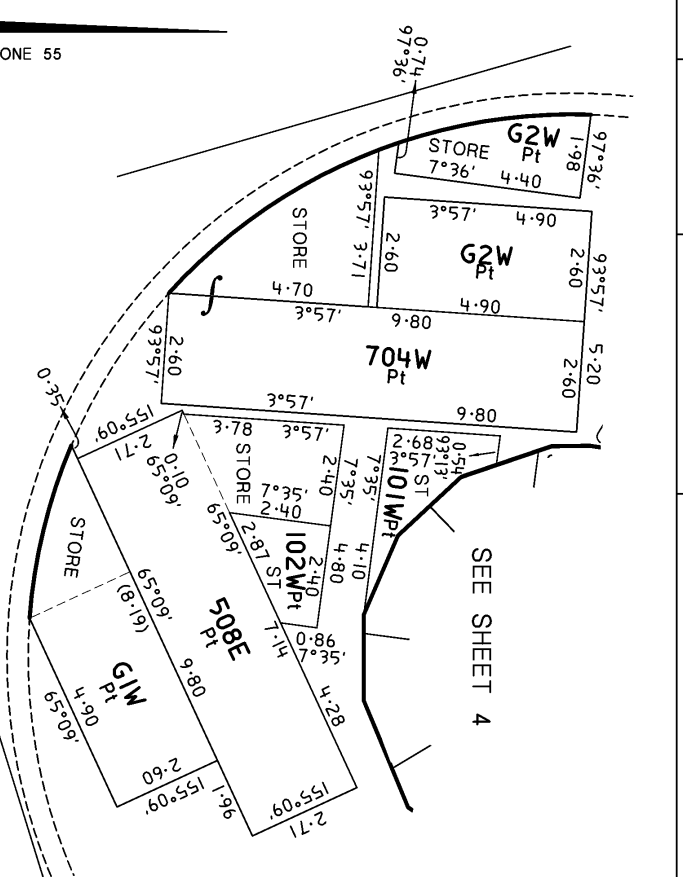 ONE 55
0·74
97°36'
G2W
Pt
STORE
7°36'
4·40
1·98
97°36'
3°57'
4·90
93°57'
3·71
2·60
G2W
Pt
2·60
93°57'
STORE
4·70
4·90
3°57'
9·80
704W
Pt
93°57'
2·60
2·60
5·20
3°57'
9·80
0·35
155°09'
2·71
0·10
65°09'
3·78
3°57'
STORE
2·40
7°35'
7°35'
2·40
65°09'
2·87
ST
102W
Pt
2·40
4·80
7°35'
4·10
101W
Pt
2·68
3°57'
ST
0·54
93°13'
0·86
7°35'
STORE
65°09'
(8·19)
508E
Pt
7·14
4·28
9·80
G1W
Pt
4·90
65°09'
2·60
155°09'
1·96
155°09'
2·71
SEE SHEET 4